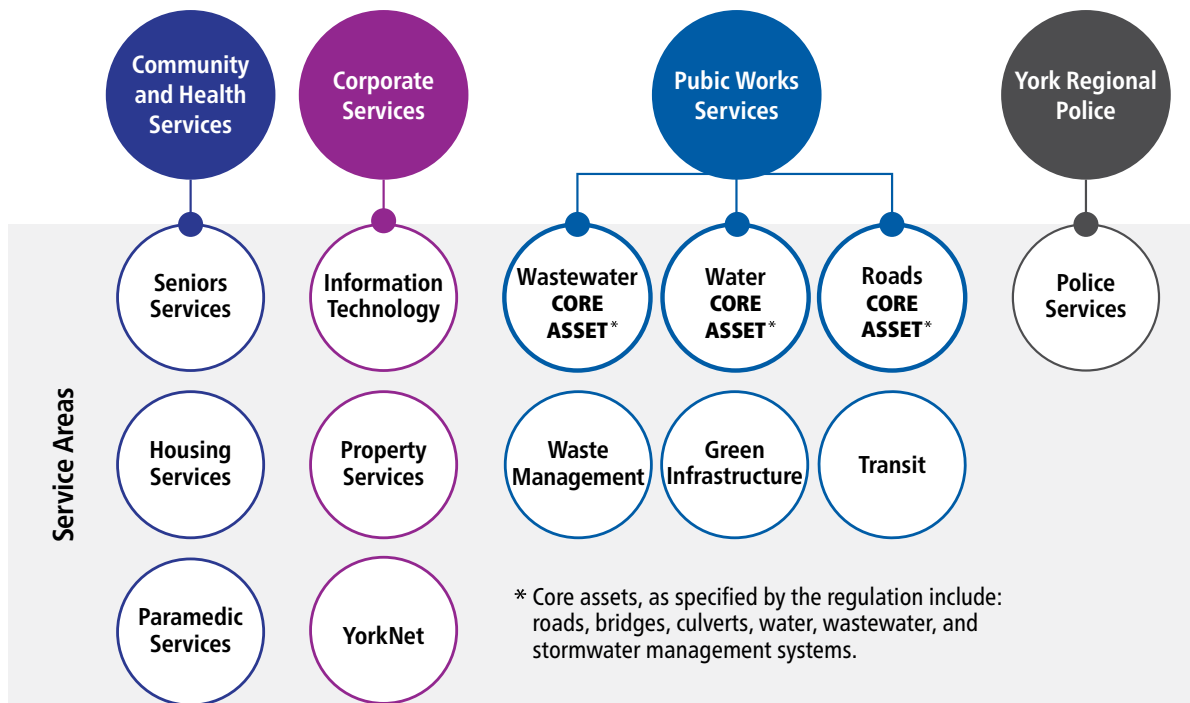 Community
and Health
Services
Corporate
Services
Pubic Works
Services
York Regional
Police
Service Areas
Seniors
Services
Information
Technology
Wastewater
CORE
ASSET*
Water
CORE
ASSET*
Roads
CORE
ASSET*
Police
Services
Housing
Services
Property
Services
Waste
Management
Green
Infrastructure
Transit
Paramedic
Services
YorkNet
* Core assets, as specified by the regulation include:
roads, bridges, culverts, water, wastewater, and
stormwater management systems.